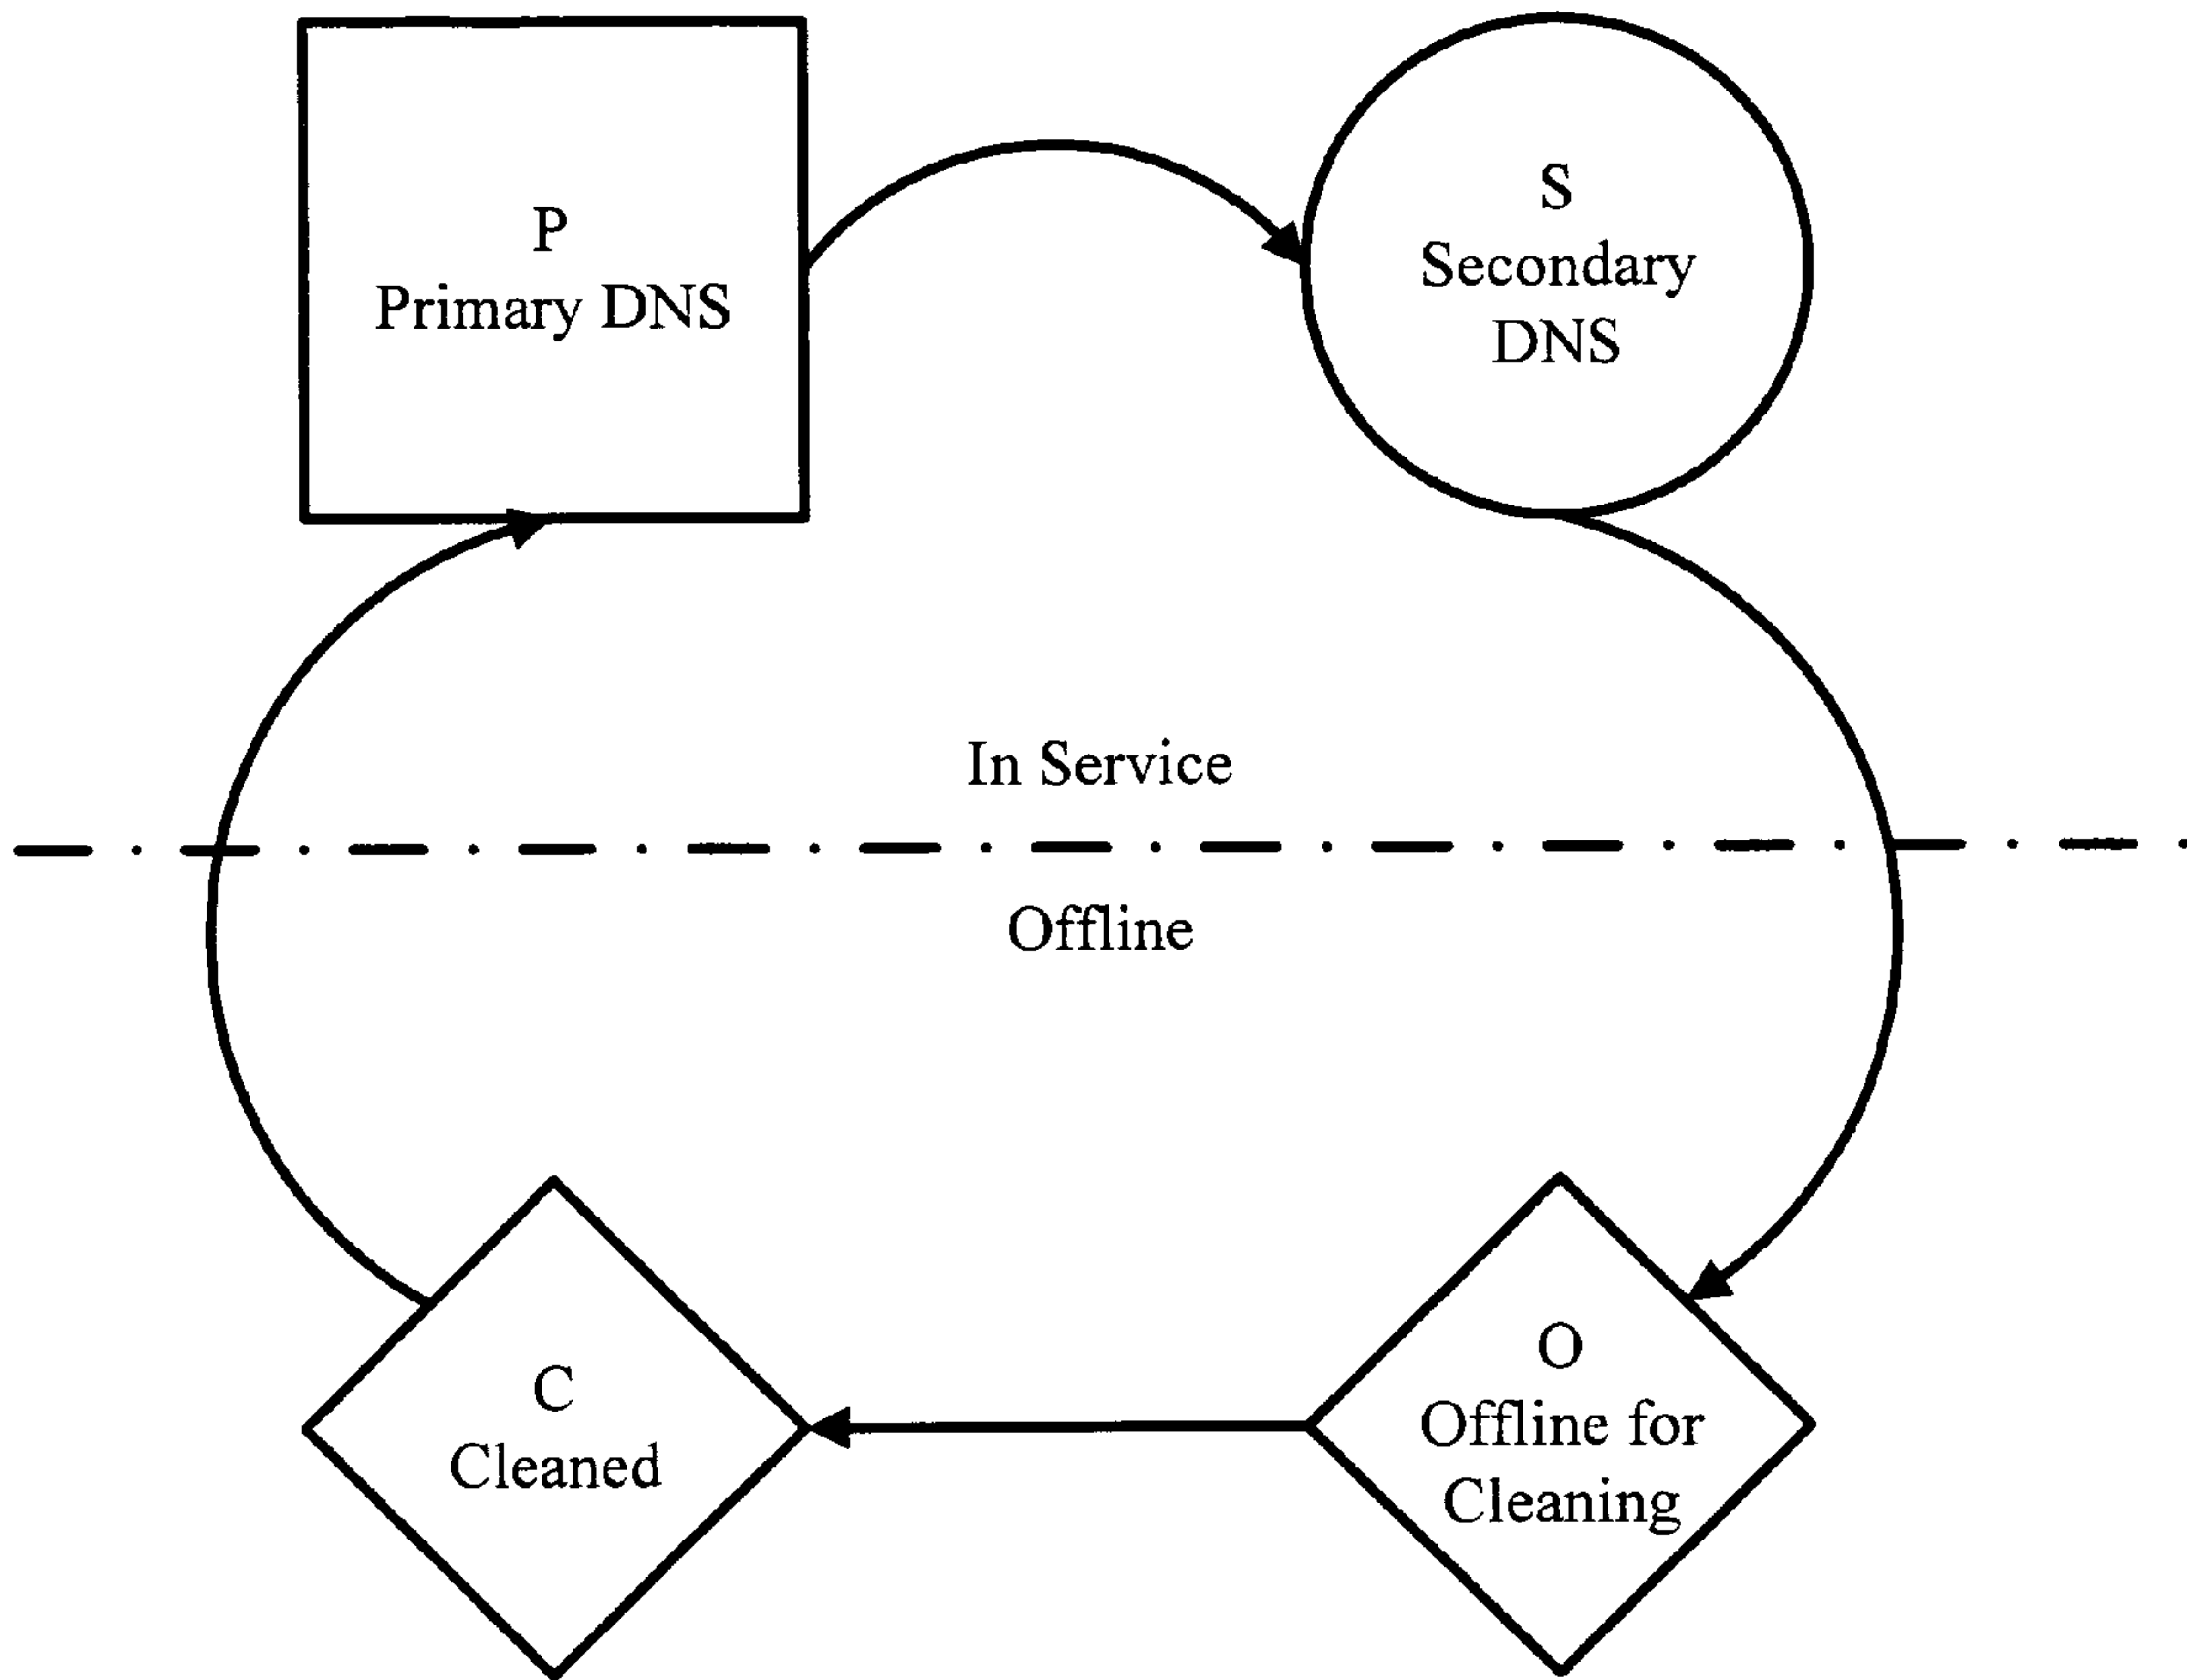 P
Primary DNS
S
Secondary
DNS
In Service
Offline
C
Cleaned
O
Offline for
Cleaning